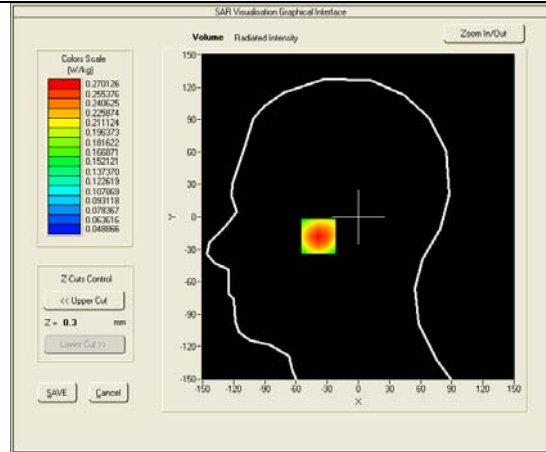 SAR Visualisation Graphical Interface
Volume Radiated Intensity
Zoom In/Out
Colors Scale
(W/kg)
0.270126
0.255376
0.240625
0.225874
0.211124
0.196373
0.181622
0.166871
0.152121
0.137370
0.122619
0.107869
0.093118
0.078367
0.063616
0.048866
Z-Cuts Control
<< Upper Cut
Z = 0.3 mm
Lower Cut >>
SAVE Cancel
150
120
90
60
30
0
-30
-60
-90
-120
-150
Y
-150 -120 -90 -60 -30 0 30 60 90 120 150
X